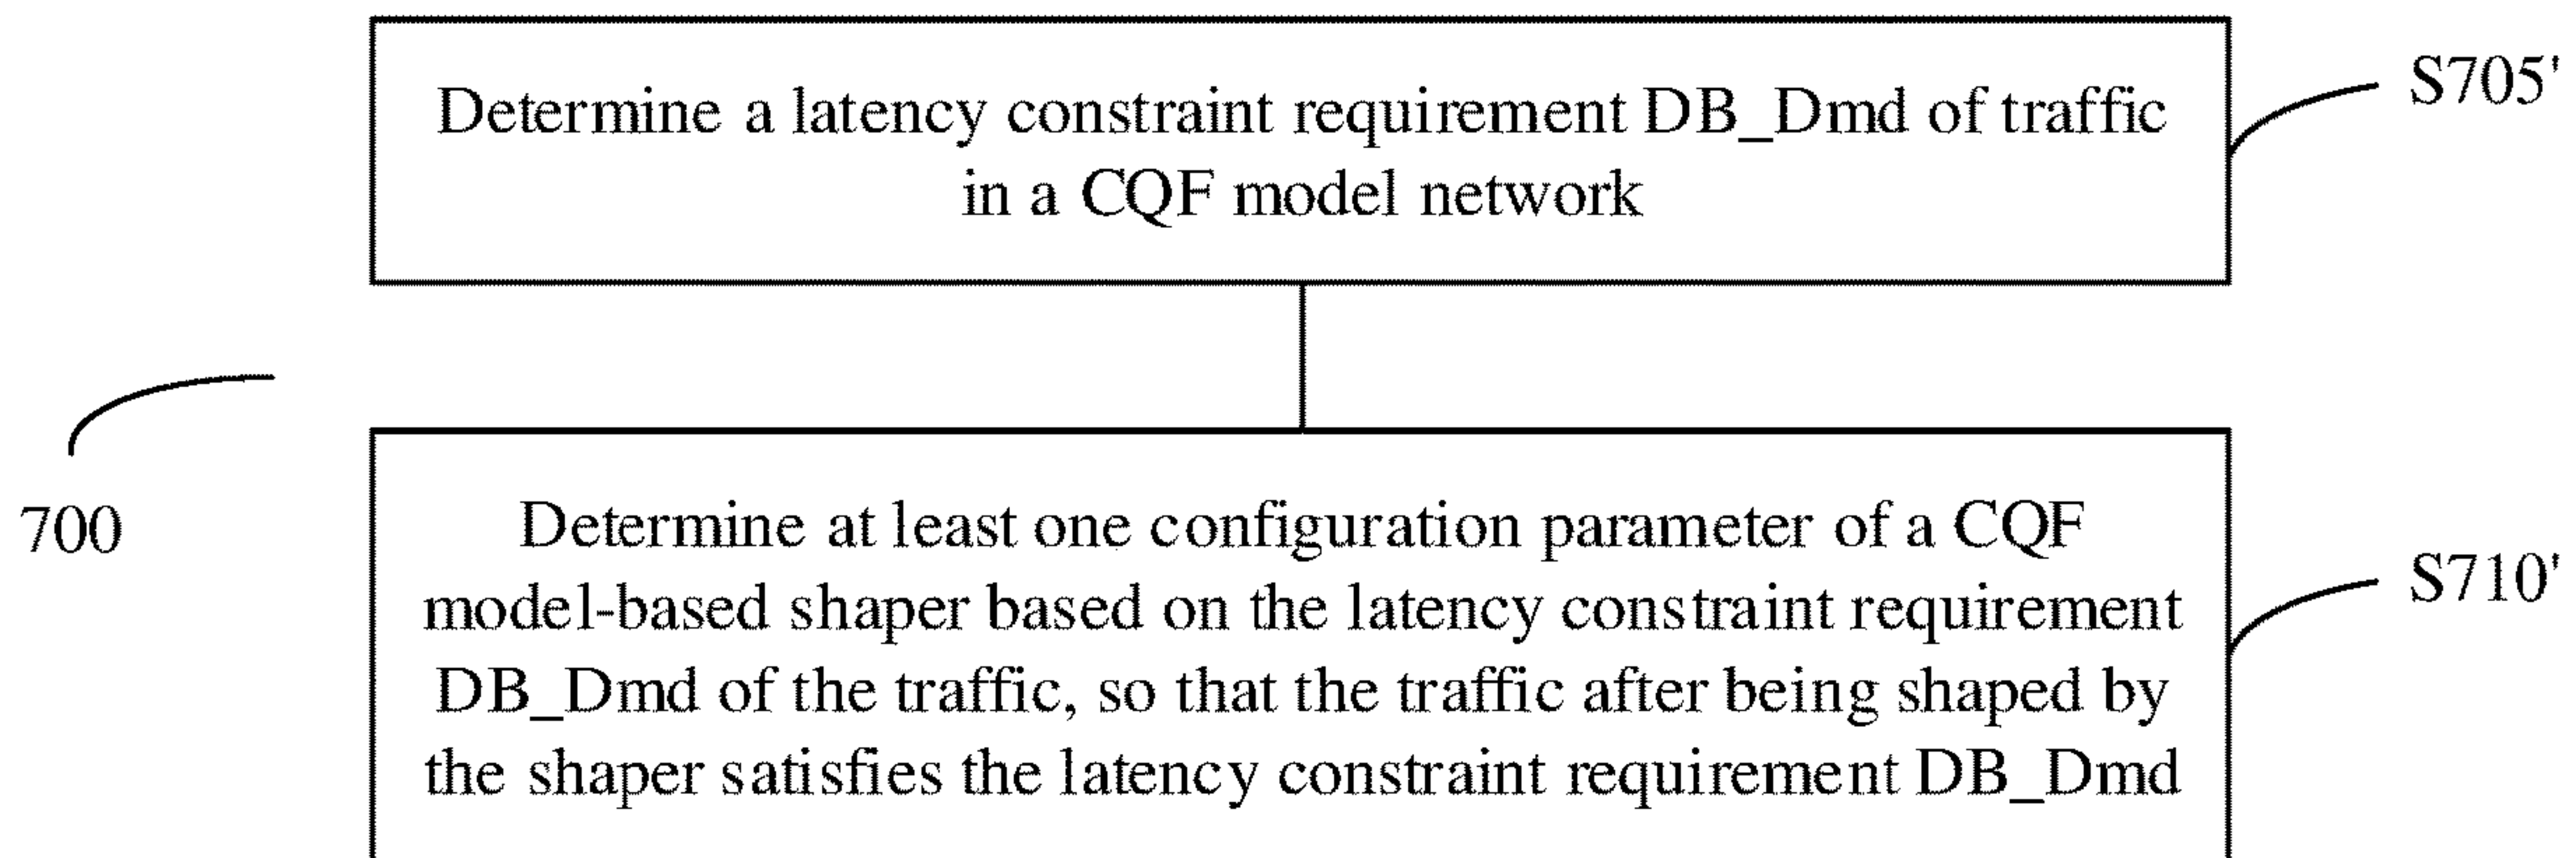 Determine a latency constraint requirement DB_Dmd of traffic
in a CQF model network
S705'
700
Determine at least one configuration parameter of a CQF
model-based shaper based on the latency constraint requirement
DB_Dmd of the traffic, so that the traffic after being shaped by
the shaper satisfies the latency constraint requirement DB_Dmd
S710'